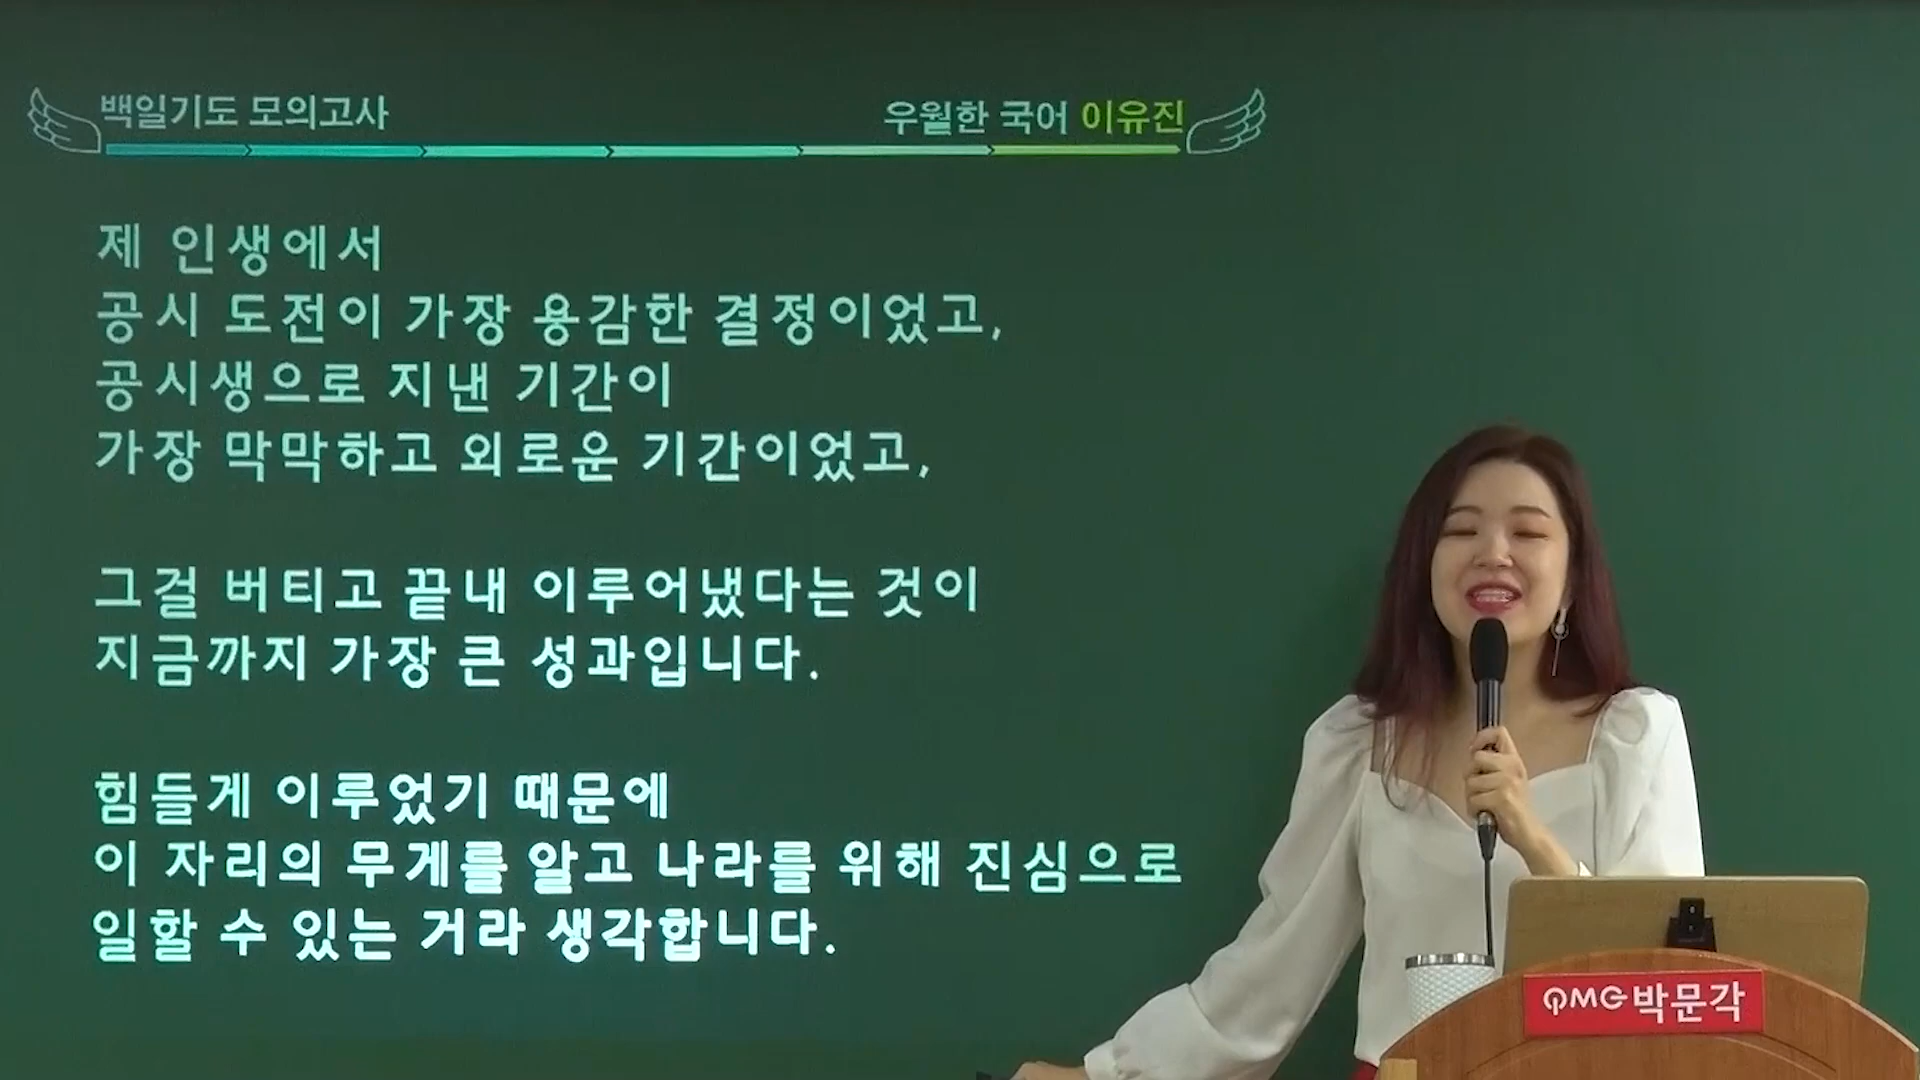 백일기도 모의고사
우월한 국어 이유진
제 인생에서
공시 도전이 가장 용감한 결정이었고,
공시생으로 지낸 기간이
가장 막막하고 외로운 기간이었고,
그걸 버티고 끝내 이루어냈다는 것이
지금까지 가장 큰 성과입니다.
힘들게 이루었기 때문에
이 자리의 무게를 알고 나라를 위해 진심으로
일할 수 있는 거라 생각합니다.
PMG 박문각